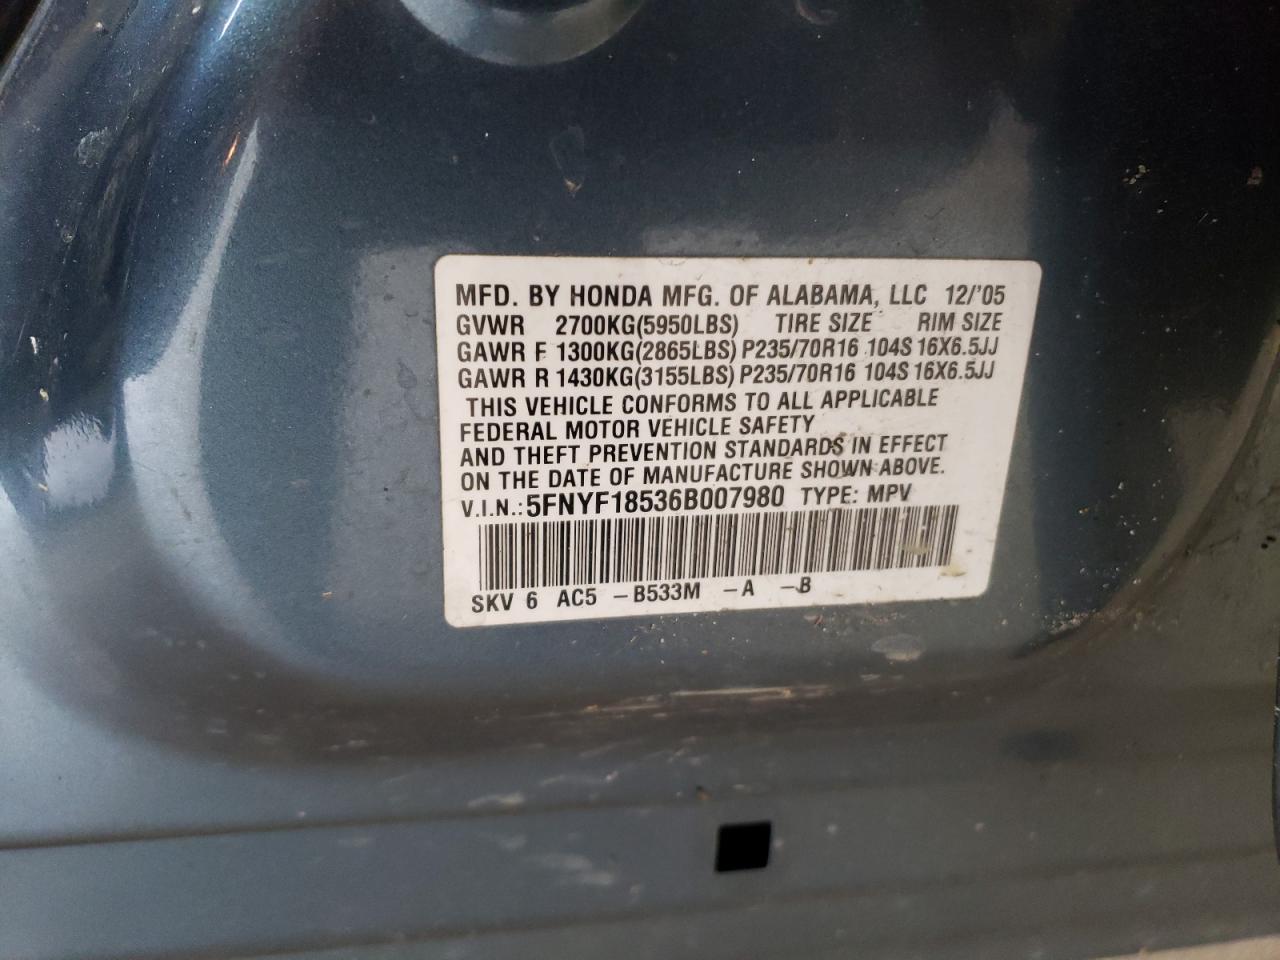 MFD. BY HONDA MFG. OF ALABAMA, LLC 12/'05
GVWR 2700KG(5950LBS) TIRE SIZE RIM SIZE
GAWR F 1300KG(2865LBS) P235/70R16 104S 16X6.5JJ
GAWR R 1430KG(3155LBS) P235/70R16 104S 16X6.5JJ
THIS VEHICLE CONFORMS TO ALL APPLICABLE
FEDERAL MOTOR VEHICLE SAFETY
AND THEFT PREVENTION STANDARDS IN EFFECT
ON THE DATE OF MANUFACTURE SHOWN ABOVE.
V.I.N.: 5FNYF18536B007980 TYPE: MPV
SKV 6 AC5 –B533M –A –B